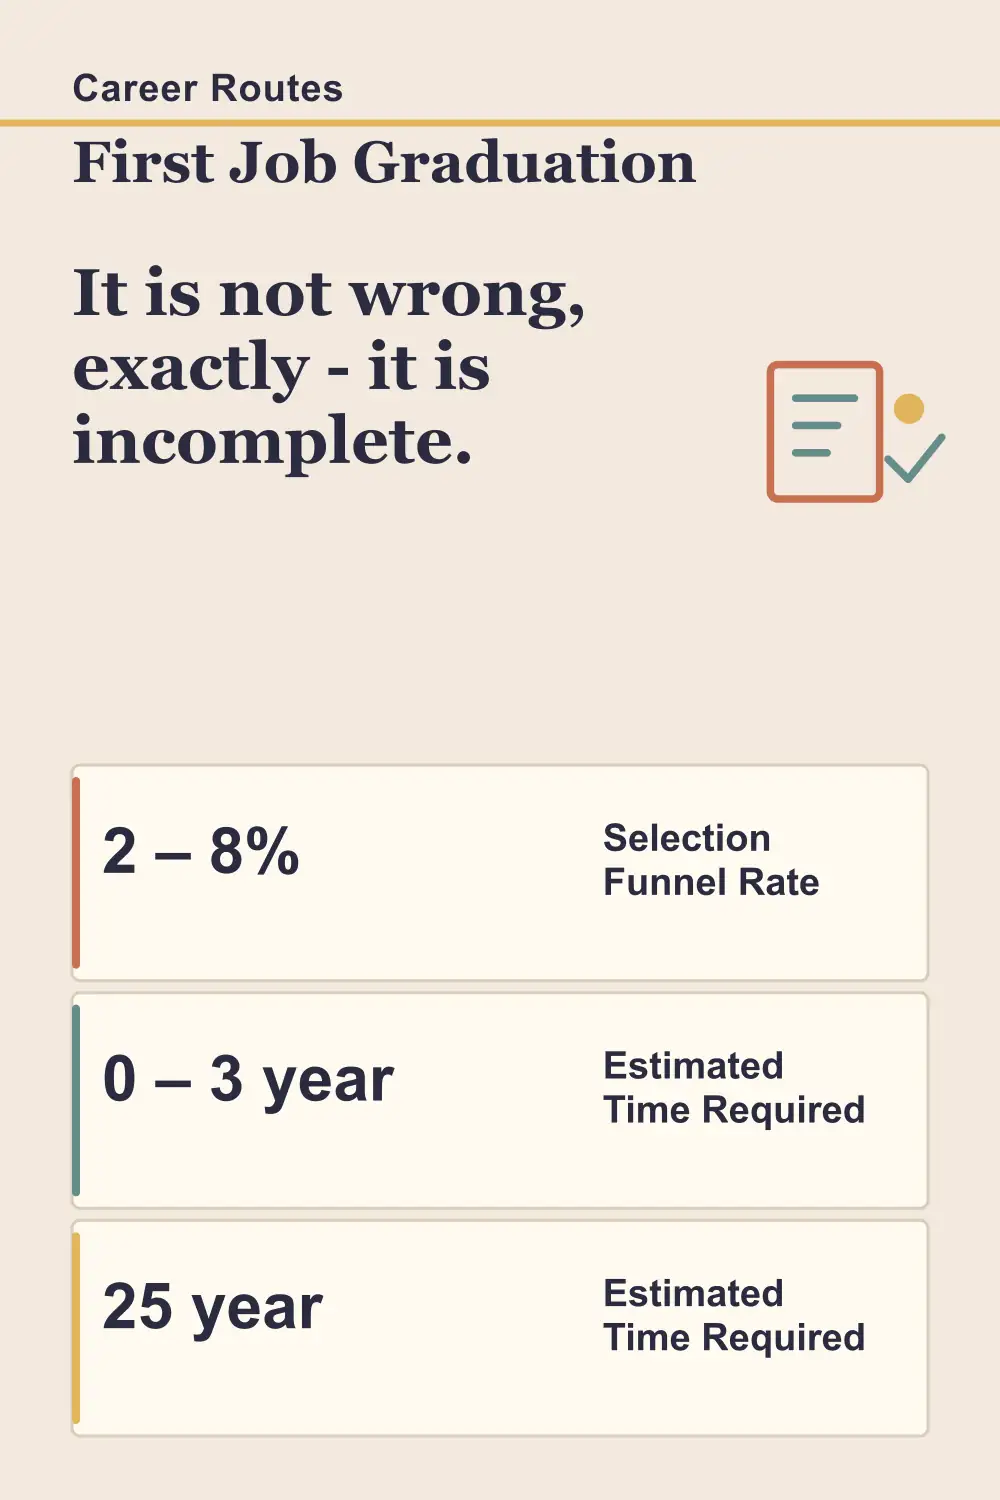 Career Routes
First Job Graduation
It is not wrong,
exactly - it is
incomplete.
2 – 8%
Selection
Funnel Rate
0 – 3 year
Estimated
Time Required
25 year
Estimated
Time Required